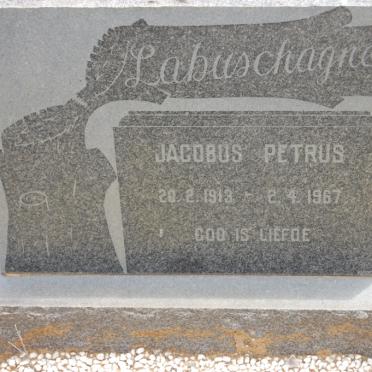 Labuschagne
JACOBUS PETRUS
20.2.1913 - 2.4.1967
GOD IS LIEFDE